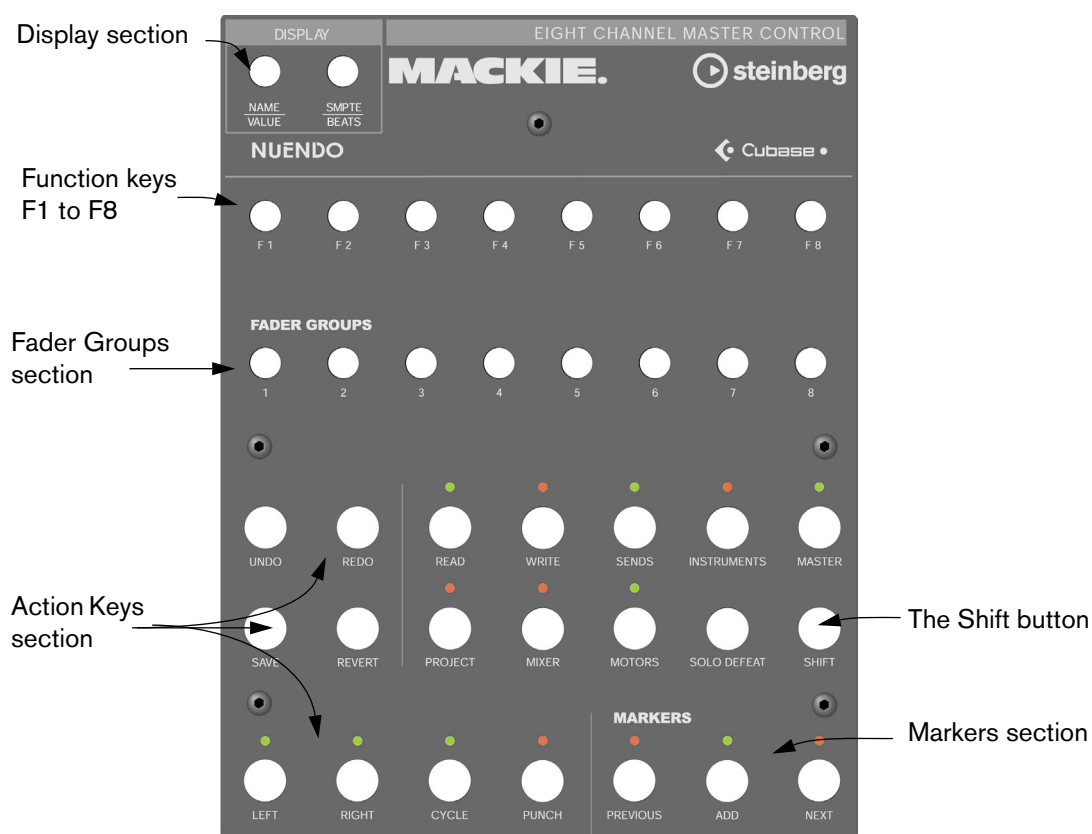 Display section
DISPLAY
EIGHT CHANNEL MASTER CONTROL
MACKIE.
steinberg
NAME
VALUE
SMPTE
BEATS
NUENDO
Cubase
Function keys
F1 to F8
F 1 F 2 F 3 F 4 F 5 F 6 F 7 F 8
FADER GROUPS
Fader Groups
section
1 2 3 4 5 6 7 8
UNDO REDO READ WRITE SENDS INSTRUMENTS MASTER
Action Keys
section
The Shift button
SAVE REVERT PROJECT MIXER MOTORS SOLO DEFEAT SHIFT
MARKERS
Markers section
LEFT RIGHT CYCLE PUNCH PREVIOUS ADD NEXT